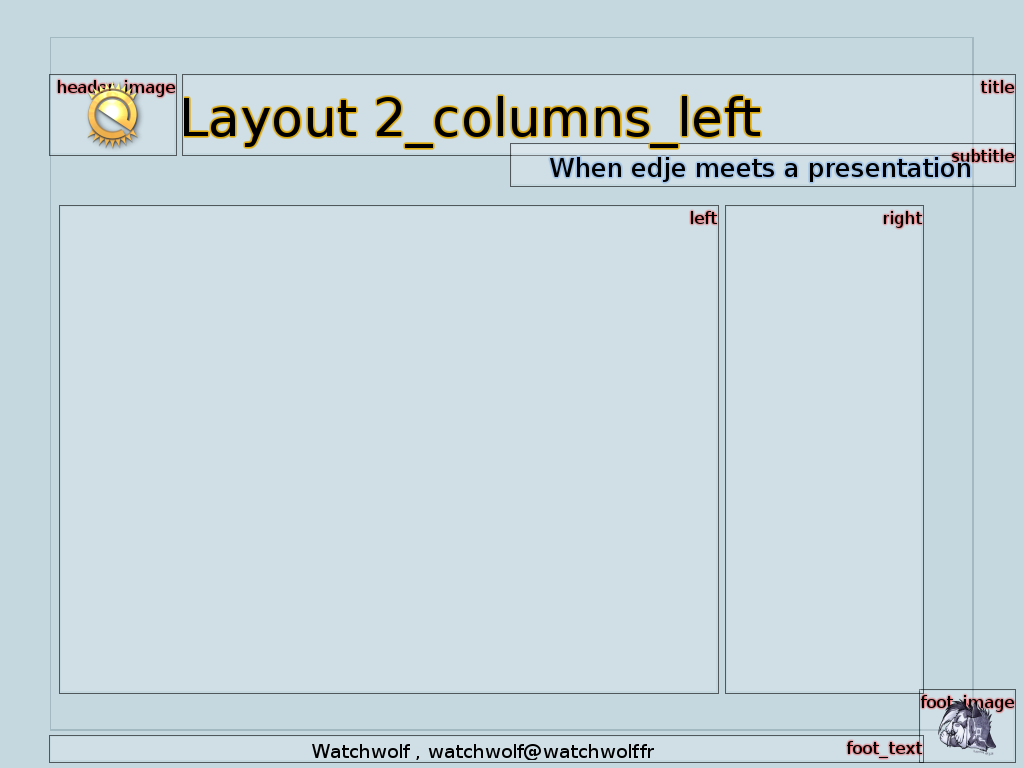 header_image
title
Layout 2_columns_left
subtitle
When edje meets a presentation
left
right
foot_image
Watchwolf , watchwolf@watchwolffr
foot_text